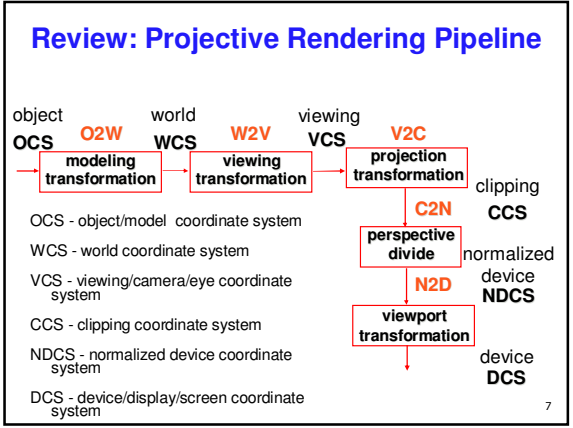 Review: Projective Rendering Pipeline
object
world
viewing
OCS
O2W
WCS
W2V
VCS
V2C
modeling
transformation
viewing
transformation
projection
transformation
clipping
CCS
C2N
perspective
divide
normalized
device
NDCS
N2D
viewport
transformation
device
DCS
OCS - object/model coordinate system
WCS - world coordinate system
VCS - viewing/camera/eye coordinate
system
CCS - clipping coordinate system
NDCS - normalized device coordinate
system
DCS - device/display/screen coordinate
system
7